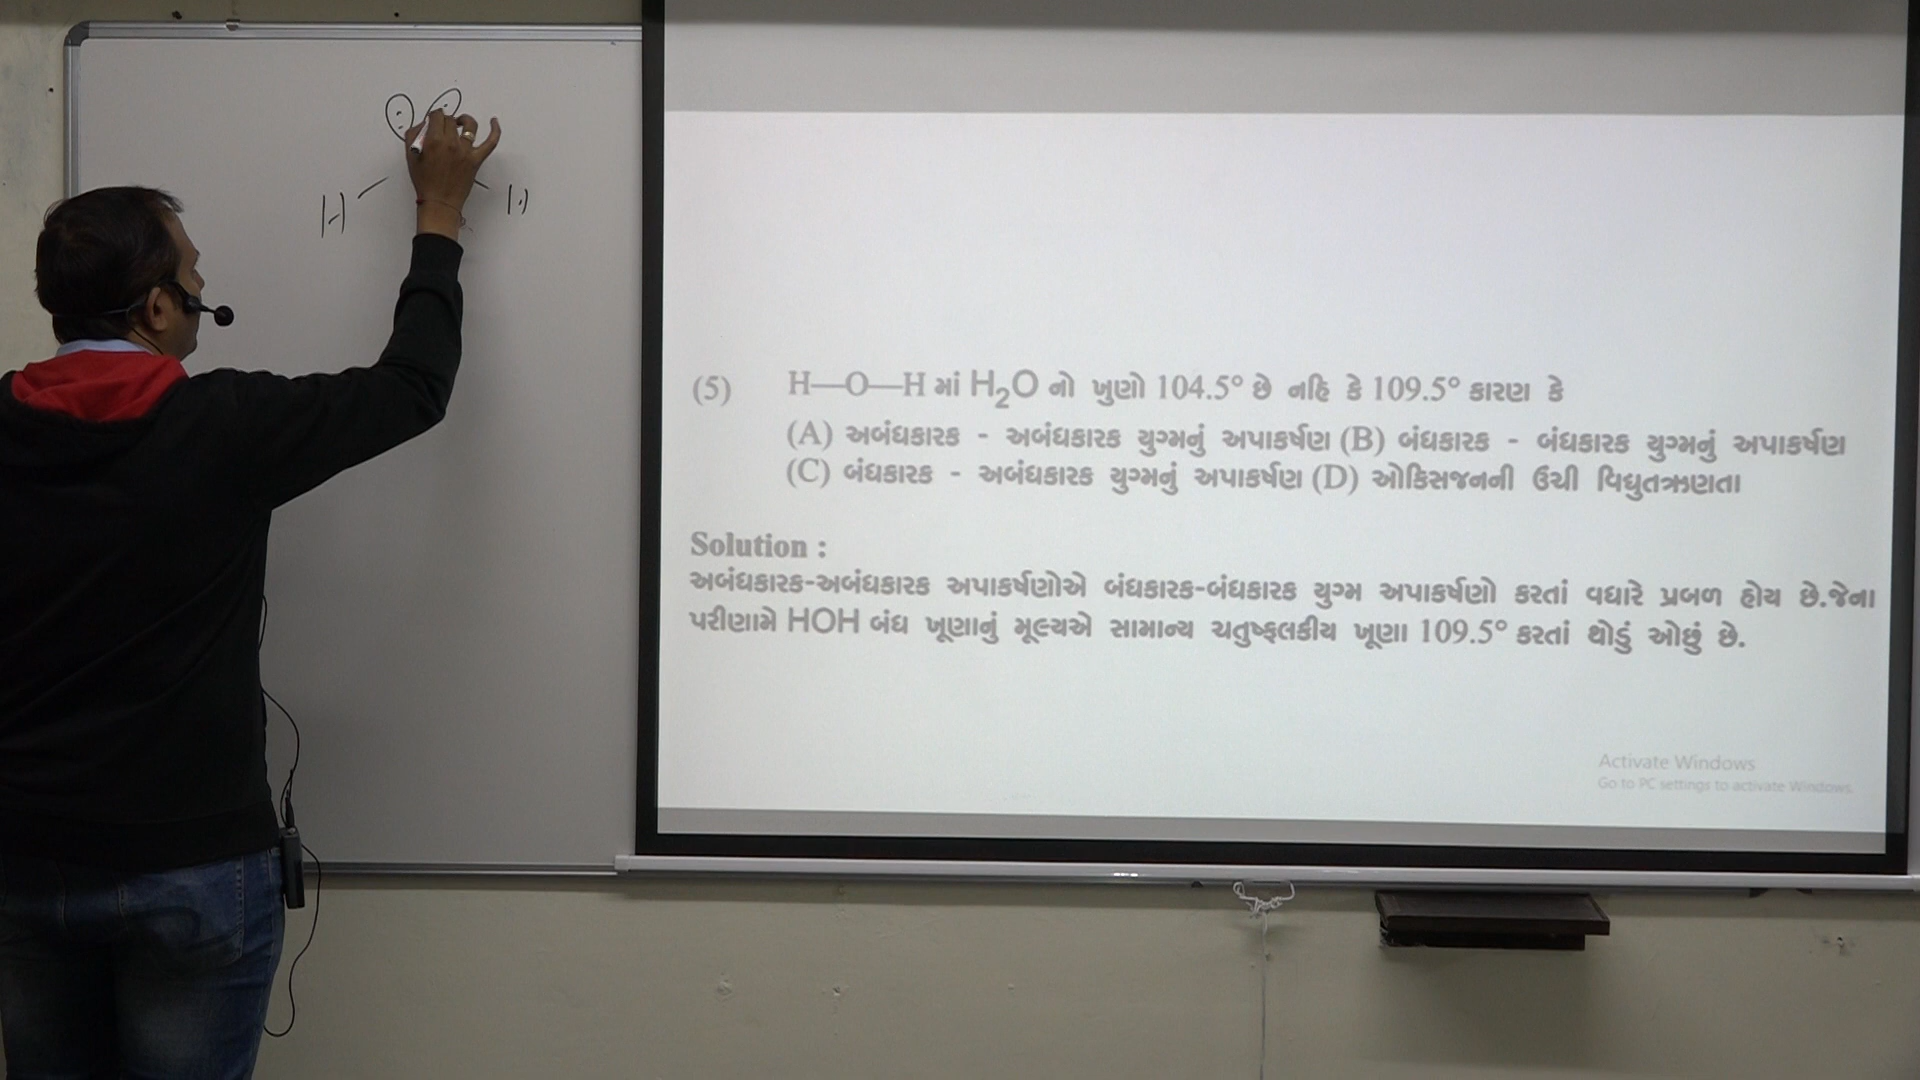 H H
(5) H—O—H માં H₂O નો ખુણો 104.5° છે નહિ કે 109.5° કારણ કે
(A) અબંધકારક - અબંધકારક યુગ્મનું અપાકર્ષણ (B) બંધકારક - બંધકારક યુગ્મનું અપાકર્ષણ
(C) બંધકારક - અબંધકારક યુગ્મનું અપાકર્ષણ (D) ઓકિસજનની ઉંચી વિદ્યુતઋણતા
Solution :
અબંધકારક-અબંધકારક અપાકર્ષણોએ બંધકારક-બંધકારક યુગ્મ અપાકર્ષણો કરતાં વધારે પ્રબળ હોય છે.જેના
પરીણામે HOH બંધ ખૂણાનું મૂલ્યએ સામાન્ય ચતુષ્ફલકીય ખૂણા 109.5° કરતાં થોડું ઓછું છે.
Activate Windows
Go to PC settings to activate Windows.